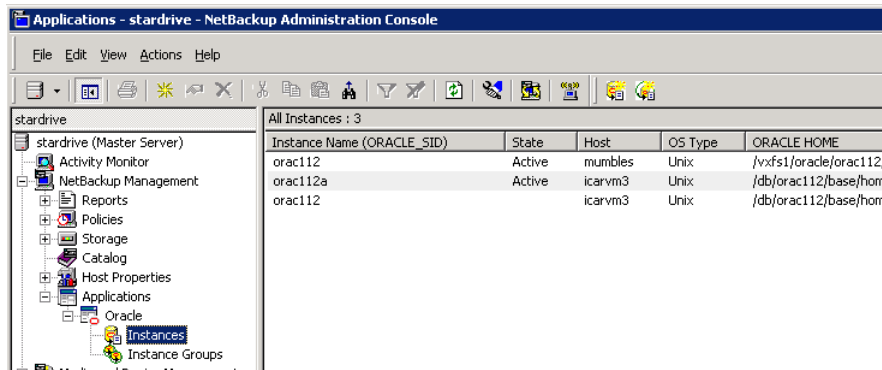 Applications - stardrive - NetBackup Administration Console
File Edit View Actions Help
stardrive
All Instances : 3
stardrive (Master Server)
Activity Monitor
NetBackup Management
Reports
Policies
Storage
Catalog
Host Properties
Applications
Oracle
Instances
Instance Groups
Instance Name (ORACLE_SID) State Host OS Type ORACLE HOME
orac112 Active mumbles Unix /vxfs1/oracle/orac112,
orac112a Active icarvm3 Unix /db/orac112/base/hom
orac112 icarvm3 Unix /db/orac112/base/hom